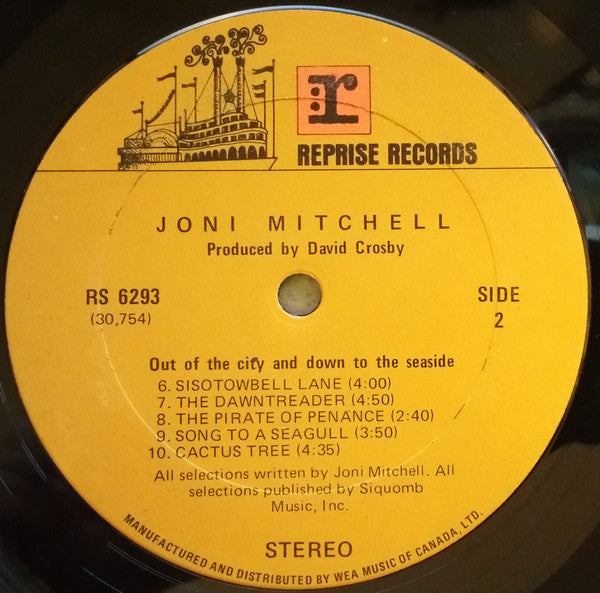 r
REPRISE RECORDS
JONI MITCHELL
Produced by David Crosby
RS 6293
(30,754)
SIDE
2
Out of the city and down to the seaside
6. SISOTOWBELL LANE (4:00)
7. THE DAWNTREADER (4:50)
8. THE PIRATE OF PENANCE (2:40)
9. SONG TO A SEAGULL (3:50)
10. CACTUS TREE (4:35)
All selections written by Joni Mitchell. All
selections published by Siquomb
Music, Inc.
STEREO
MANUFACTURED AND DISTRIBUTED BY WEA MUSIC OF CANADA, LTD.